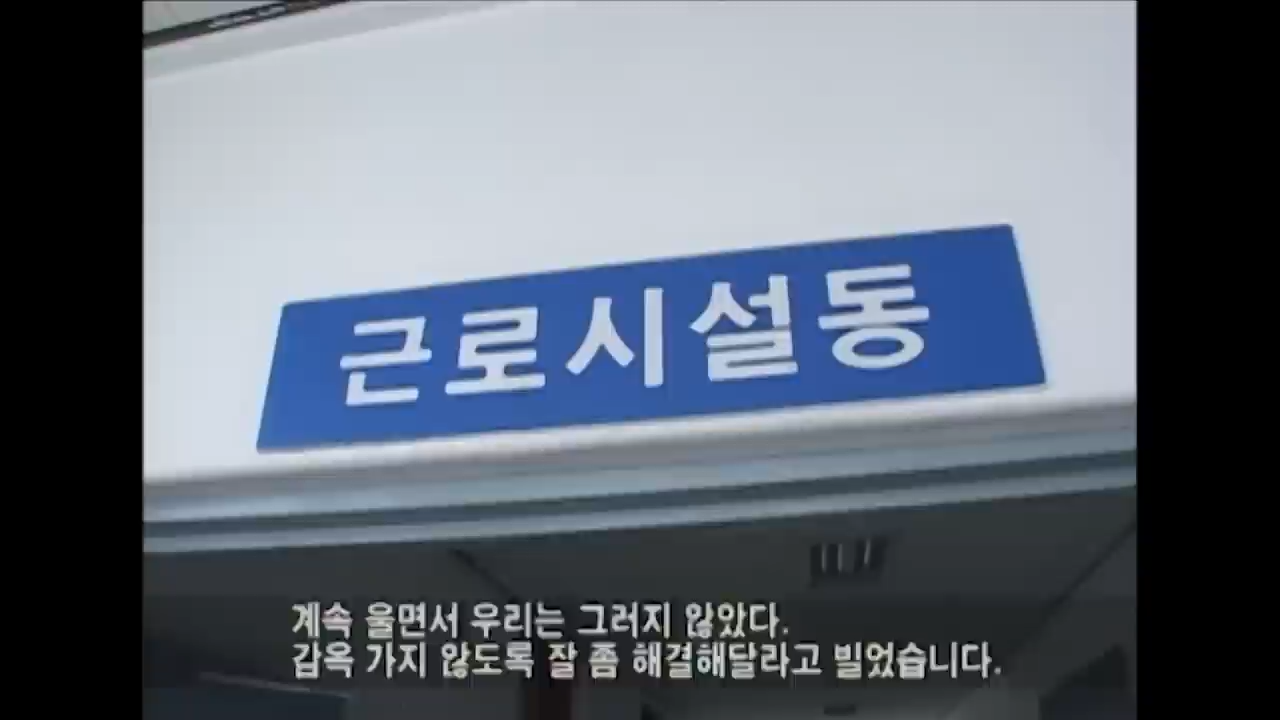 근로시설동
계속 울면서 우리는 그러지 않았다.
감옥 가지 않도록 잘 좀 해결해달라고 빌었습니다.